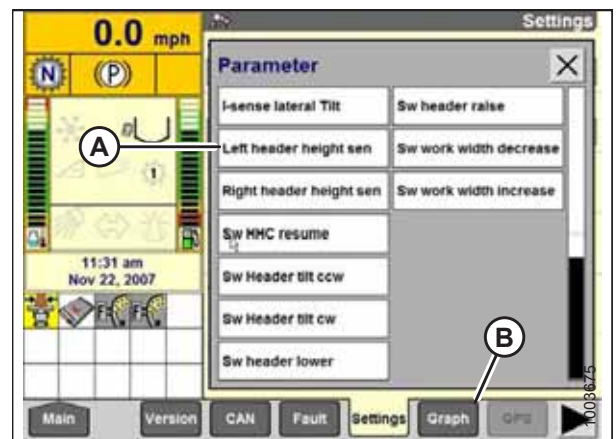 0.0 mph
Settings
N
(P)
D
1
11:31 am
Nov 22, 2007
F=
F=
Parameter
X
I-sense lateral Tilt
Sw header raise
Left header height sen
Sw work width decrease
Right header height sen
Sw work width increase
Sw HHC resume
Sw Header tilt ccw
Sw Header tilt cw
Sw header lower
A
B
Main
Version
CAN
Fault
Settings
Graph
GPS
1003675